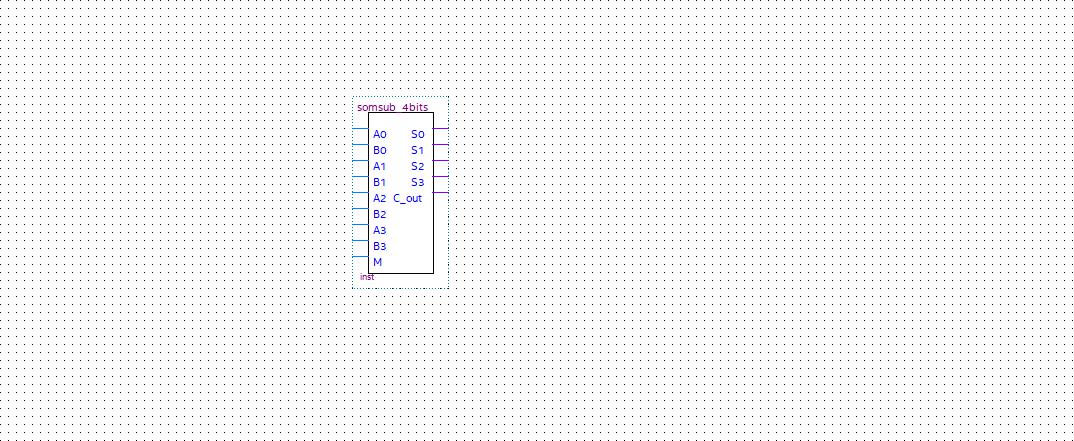 somsub_4bits
A0 S0
B0 S1
A1 S2
B1 S3
A2 C_out
B2
A3
B3
M
inst